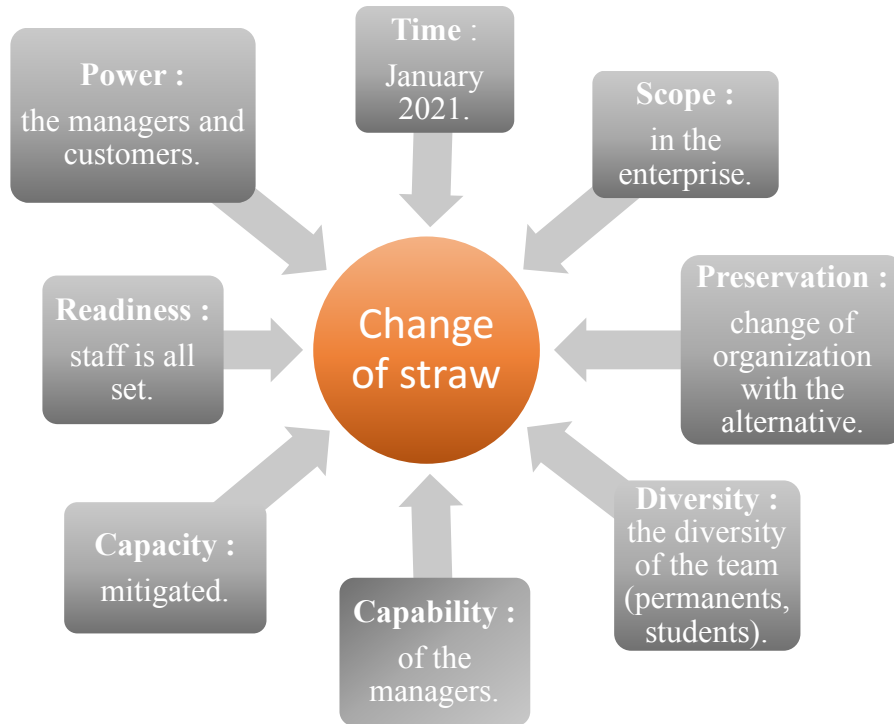 Time :
January
2021.
Scope :
in the
enterprise.
Preservation :
change of
organization
with the
alternative.
Diversity :
the diversity
of the team
(permanents,
students).
Capability :
of the
managers.
Capacity :
mitigated.
Readiness :
staff is all
set.
Power :
the managers and
customers.
Change
of straw